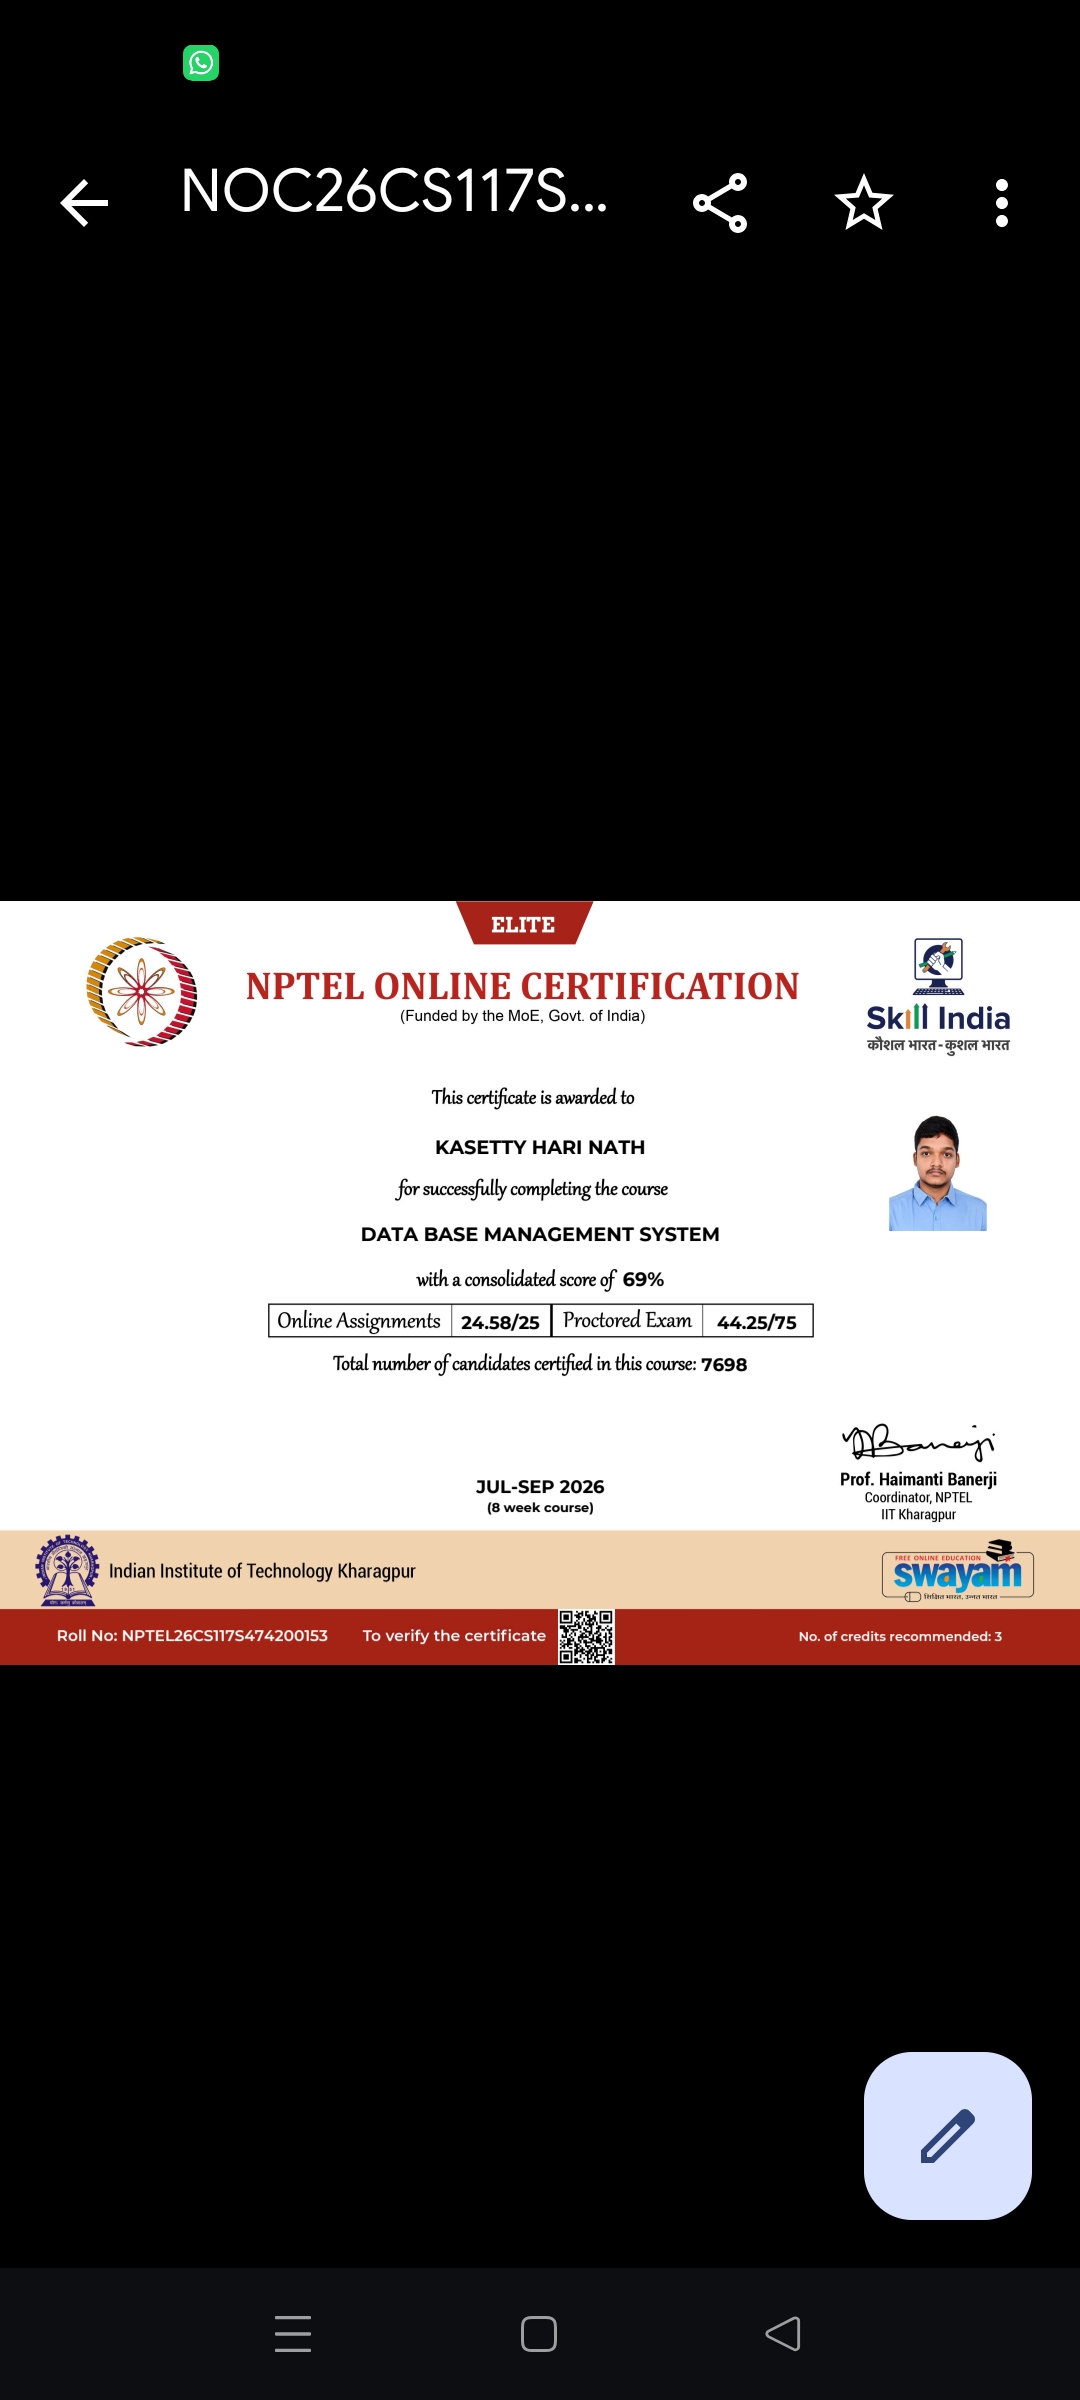 NOC26CS117S...
ELITE
NPTEL ONLINE CERTIFICATION
(Funded by the MoE, Govt. of India)
Skill India
कौशल भारत - कुशल भारत
This certificate is awarded to
KASETTY HARI NATH
for successfully completing the course
DATA BASE MANAGEMENT SYSTEM
with a consolidated score of 69%
Online Assignments 24.58/25 Proctored Exam 44.25/75
Total number of candidates certified in this course: 7698
Prof. Haimanti Banerji
Coordinator, NPTEL
IIT Kharagpur
JUL-SEP 2026
(8 week course)
Indian Institute of Technology Kharagpur
FREE ONLINE EDUCATION
swayam
शिक्षित भारत, उन्नत भारत
Roll No: NPTEL26CS117S474200153 To verify the certificate No. of credits recommended: 3